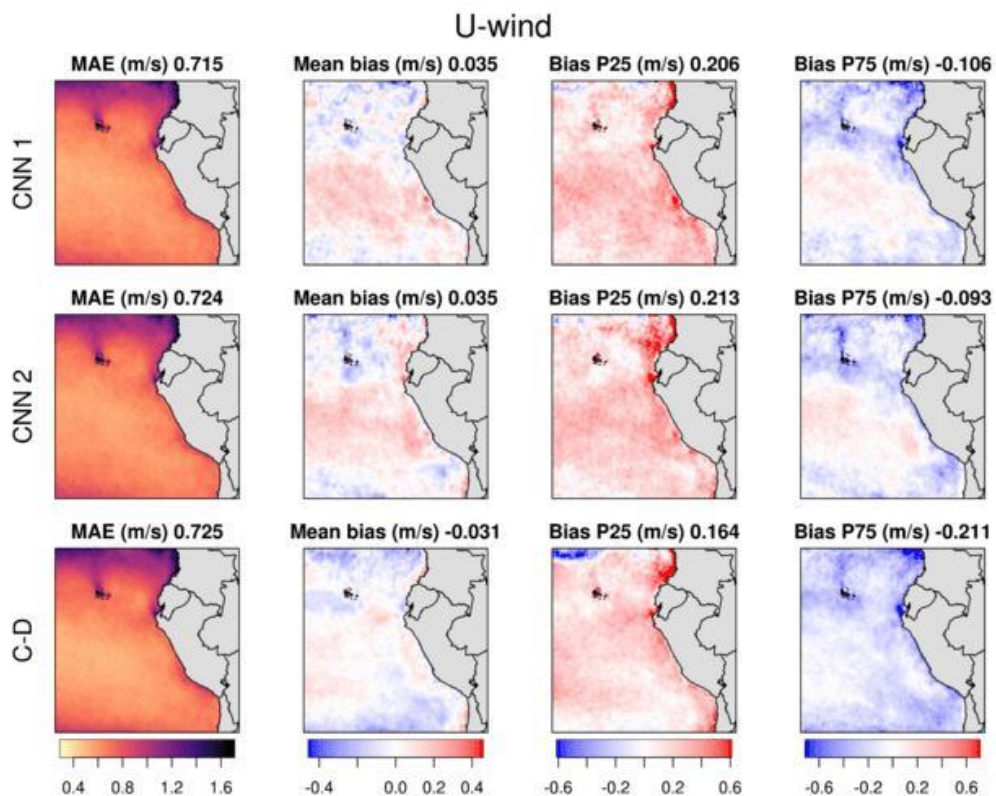 U-wind
MAE (m/s) 0.715 Mean bias (m/s) 0.035 Bias P25 (m/s) 0.206 Bias P75 (m/s) -0.106
CNN 1
MAE (m/s) 0.724 Mean bias (m/s) 0.035 Bias P25 (m/s) 0.213 Bias P75 (m/s) -0.093
CNN 2
MAE (m/s) 0.725 Mean bias (m/s) -0.031 Bias P25 (m/s) 0.164 Bias P75 (m/s) -0.211
C-D
0.4 0.8 1.2 1.6 -0.4 0.0 0.2 0.4 -0.6 -0.2 0.2 0.6 -0.6 -0.2 0.2 0.6